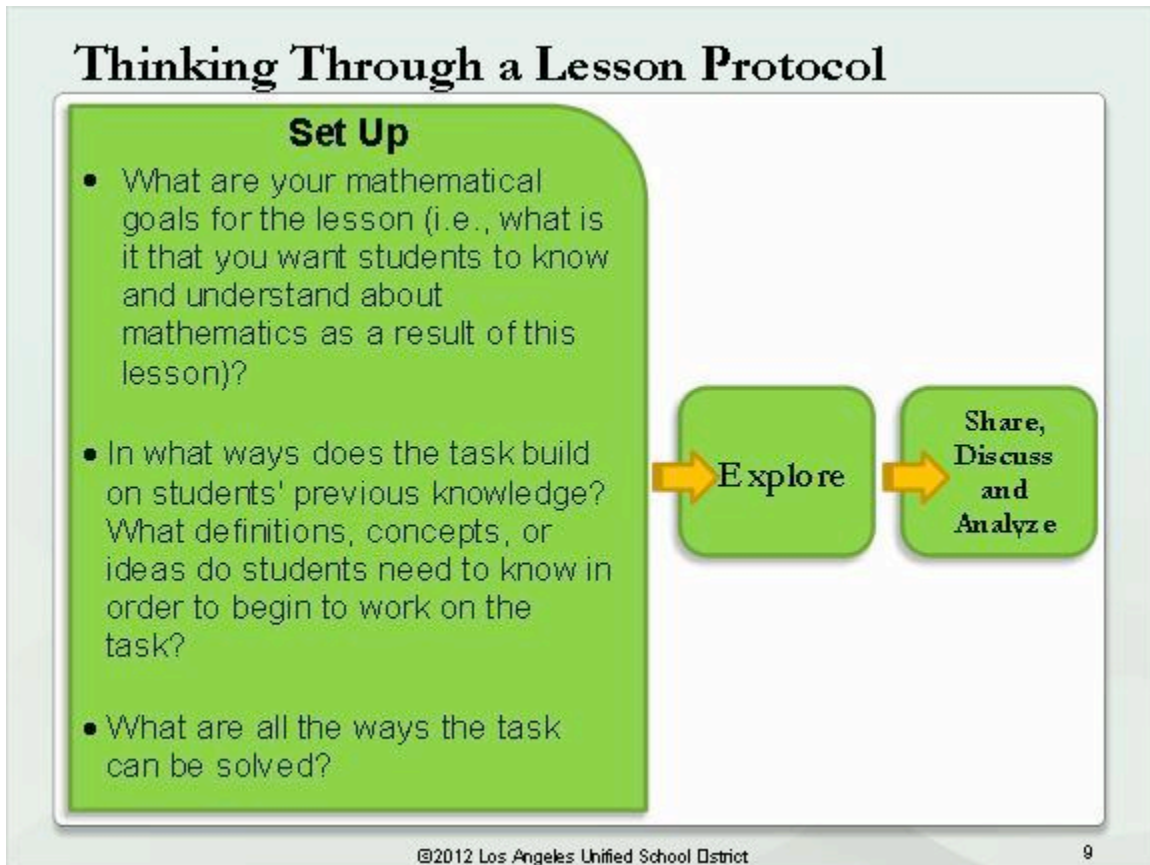 Thinking Through a Lesson Protocol
Set Up
• What are your mathematical
goals for the lesson (i.e., what is
it that you want students to know
and understand about
mathematics as a result of this
lesson)?
• In what ways does the task build
on students' previous knowledge?
What definitions, concepts, or
ideas do students need to know in
order to begin to work on the
task?
• What are all the ways the task
can be solved?
Explore
Share,
Discuss
and
Analyze
©2012 Los Angeles Unified School District
9